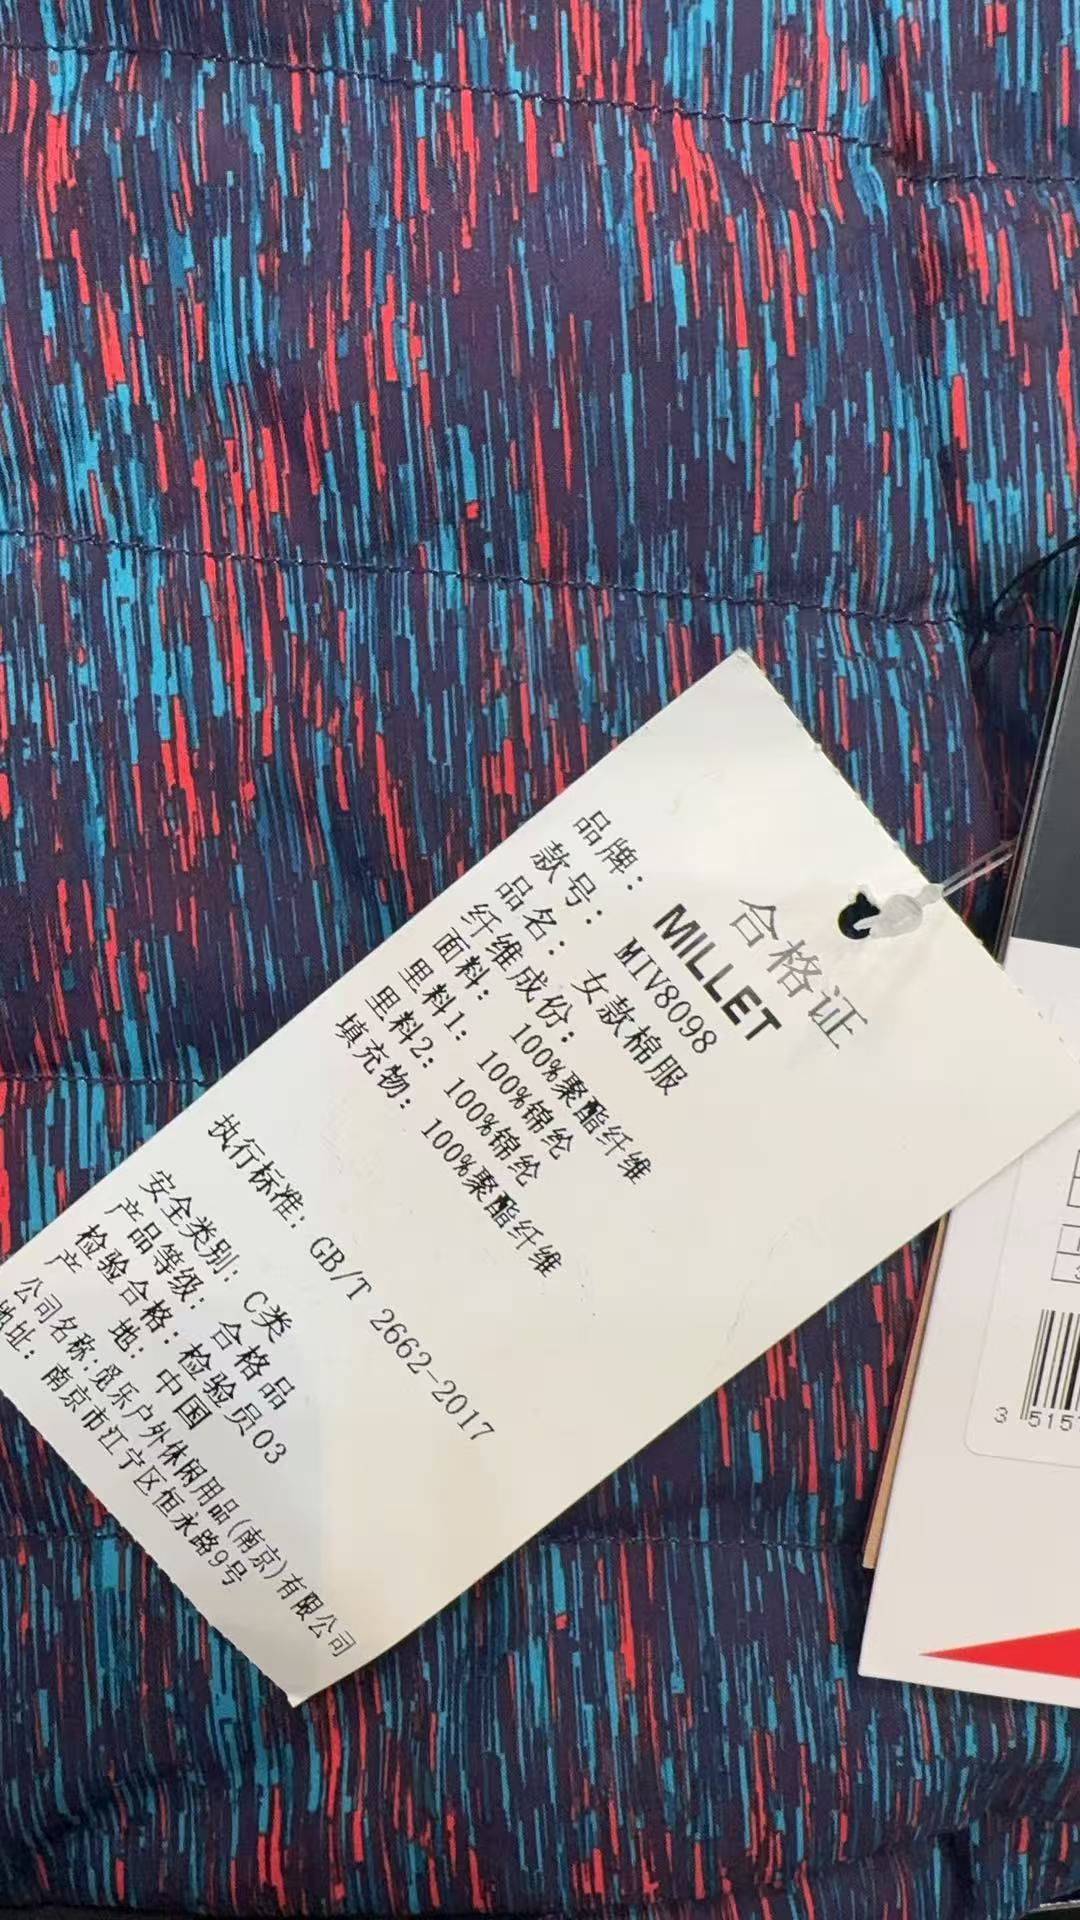 合格证
品牌： MILLET
款号： MIV8098
品名： 女款棉服
纤维成份：
面料： 100%聚酯纤维
里料1： 100%锦纶
里料2： 100%锦纶
填充物： 100%聚酯纤维
执行标准： GB/T 2662-2017
安全类别： C类
产品等级： 合格品
检验合格：检验员03
产 地： 中国
公司名称:觅乐户外休闲用品(南京)有限公司
地址： 南京市江宁区恒永路9号
3 515